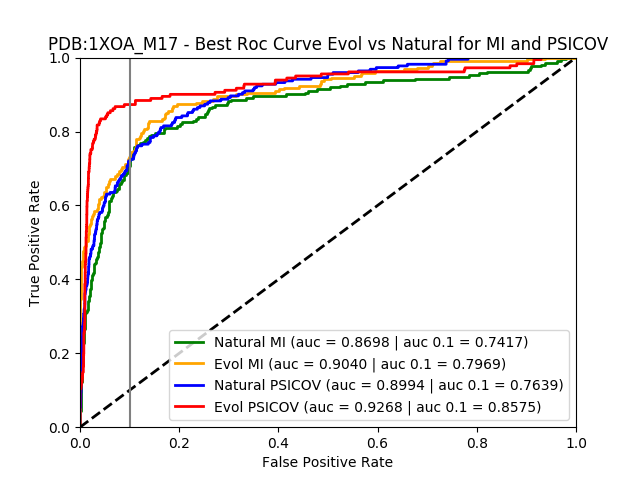 PDB:1XOA_M17 - Best Roc Curve Evol vs Natural for MI and PSICOV
1.0
0.8
0.6
0.4
0.2
0.0
True Positive Rate
Natural MI (auc = 0.8698 | auc 0.1 = 0.7417)
Evol MI (auc = 0.9040 | auc 0.1 = 0.7969)
Natural PSICOV (auc = 0.8994 | auc 0.1 = 0.7639)
Evol PSICOV (auc = 0.9268 | auc 0.1 = 0.8575)
0.0 0.2 0.4 0.6 0.8 1.0
False Positive Rate